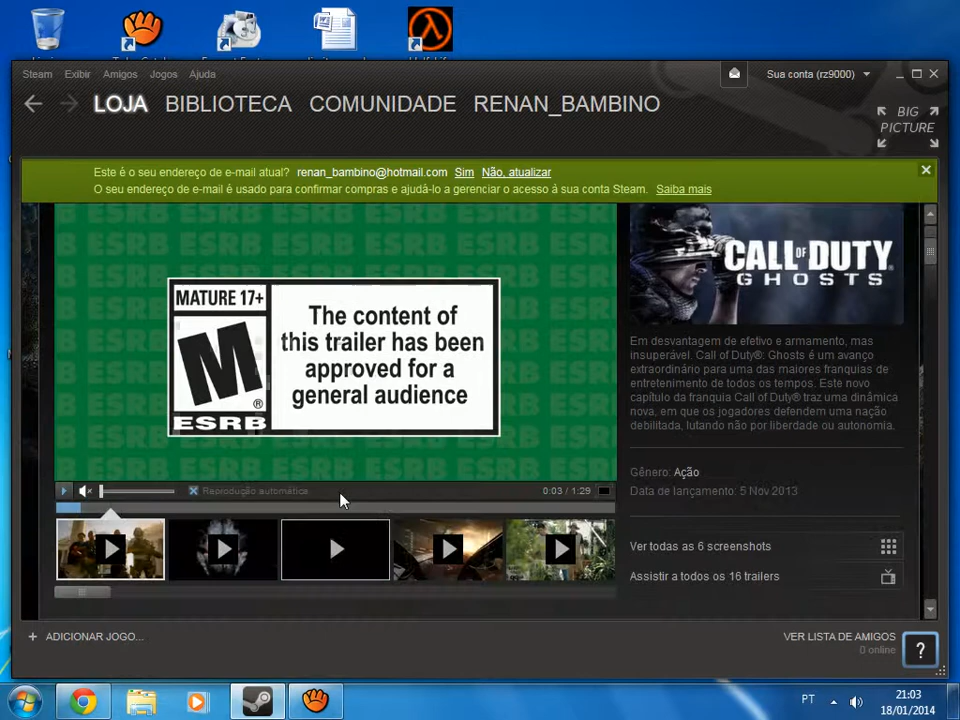 Steam Exibir Amigos Jogos Ajuda
Sua conta (rz9000)
LOJA BIBLIOTECA COMUNIDADE RENAN_BAMBINO
BIG
PICTURE
Este é o seu endereço de e-mail atual? renan_bambino@hotmail.com Sim Não, atualizar
O seu endereço de e-mail é usado para confirmar compras e ajudá-lo a gerenciar o acesso á sua conta Steam. Saiba mais
MATURE 17+
M
®
ESRB
The content of
this trailer has been
approved for a
general audience
CALL OF DUTY
GHOSTS
Em desvantagem de efetivo e armamento, mas
insuperável. Call of Duty®: Ghosts é um avanço
extraordinário para uma das maiores franquias de
entretenimento de todos os tempos. Este novo
capítulo da franquia Call of Duty® traz uma dinâmica
nova, em que os jogadores defendem uma nação
debilitada, lutando não por liberdade ou autonomia.
Gênero: Ação
Data de lançamento: 5 Nov 2013
Reprodução automática
0:03 / 1:29
Ver todas as 6 screenshots
Assistir a todos os 16 trailers
+ ADICIONAR JOGO...
VER LISTA DE AMIGOS
0 online
?
PT
21:03
18/01/2014